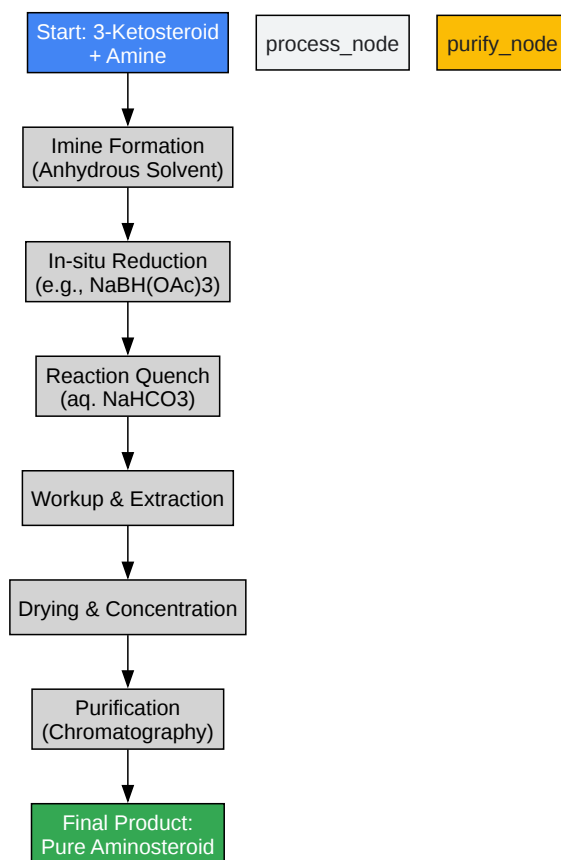 Start: 3-Ketosteroid
+ Amine
process_node
purify_node
Imine Formation
(Anhydrous Solvent)
In-situ Reduction
(e.g., NaBH(OAc)3)
Reaction Quench
(aq. NaHCO3)
Workup & Extraction
Drying & Concentration
Purification
(Chromatography)
Final Product:
Pure Aminosteroid